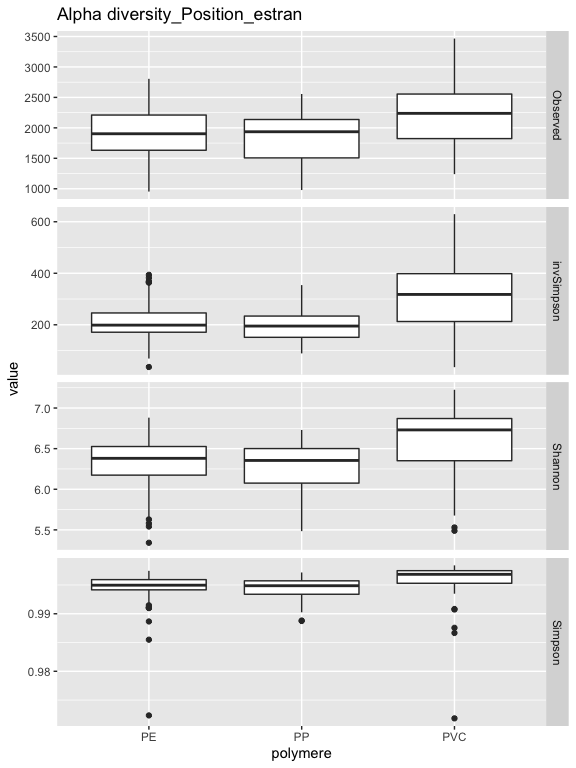 Alpha diversity_Position_estran
3500
3000
2500
2000
1500
1000
Observed
600
400
200
invSimpson
value
7.0
6.5
6.0
5.5
Shannon
0.99
0.98
Simpson
PE PP PVC
polymere